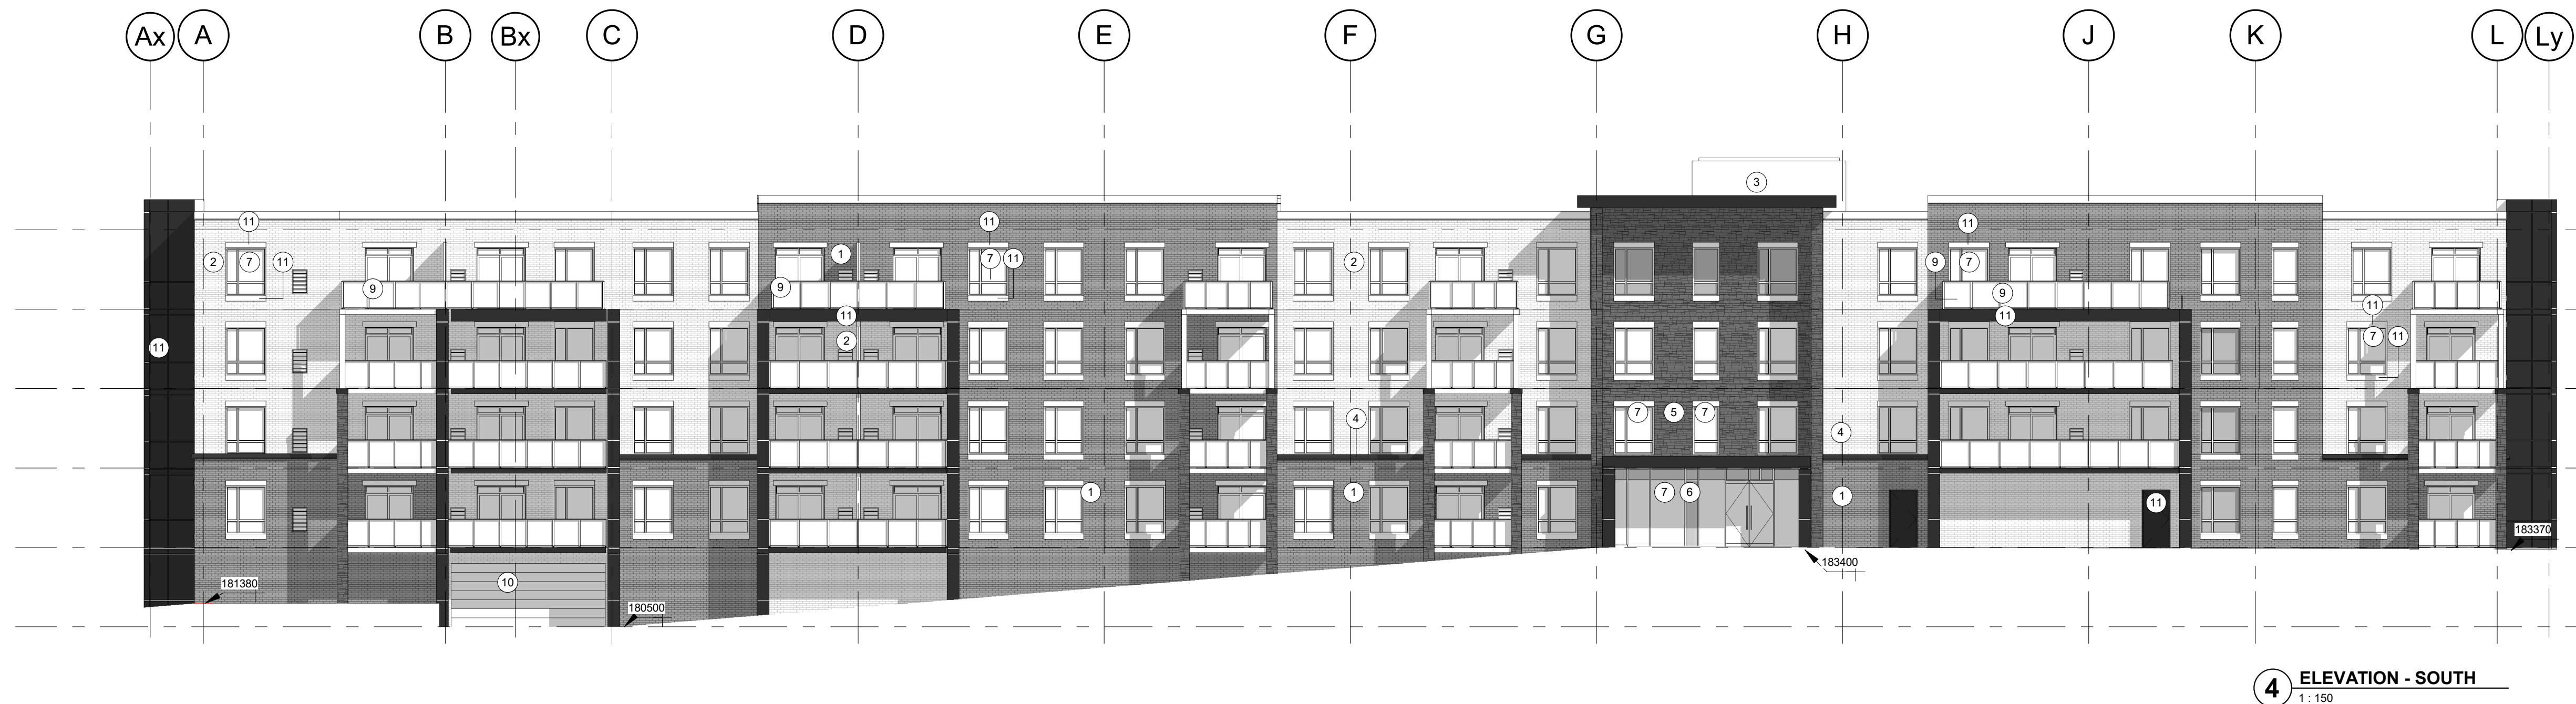 Ax A B Bx C D E F G H J K L Ly
3
11 11 11
1
2 7 11 2 7 11 2 9 7
9 9 9
11 11 11
11 2 7 11
7 5 7
4 4
1 1 7 6 1 11
183370
10 181380 183400
180500
4 ELEVATION - SOUTH
1 : 150